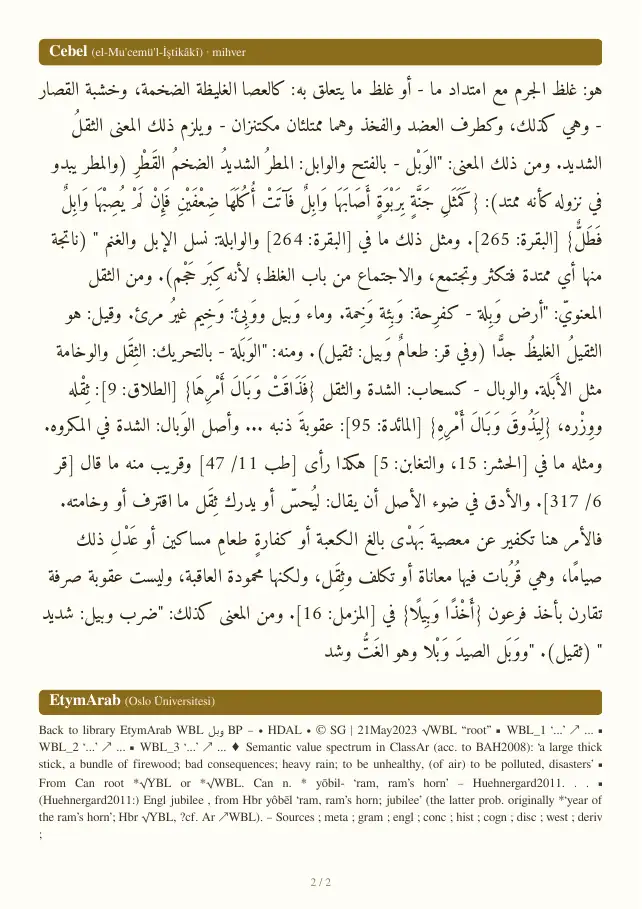 Cebel (el-Mu'cemü'l-İştikâkî) · mihver
هو: غلظ الجرم مع امتداد ما - أو غلظ ما يتعلق به: كالعصا الغليظة الضخمة، وخشبة القصار
- وهي كذلك، وكطرف العضد والفخذ وهما ممتلئان مكتنزان - ويلزم ذلك المعنى الثقلُ
الشديد. ومن ذلك المعنى: "الوَبْل - بالفتح والوابل: المطرُ الشديدُ الضخمُ القَطْرِ (والمطر يبدو
في نزوله كأنه ممتد): {كَمَثَلِ جَنَّةٍ بِرَبْوَةٍ أَصَابَهَا وَابِلٌ فَآتَتْ أُكُلَهَا ضِعْفَيْنِ فَإِنْ لَمْ يُصِبْهَا وَابِلٌ
فَطَلٌّ} [البقرة: 265]. ومثل ذلك ما في [البقرة: 264] والوابلة: نسل الإبل والغنم " (ناتجة
منها أي ممتدة فتكثر وتجتمع، والاجتماع من باب الغلظ؛ لأنه كِبَر حَجْم). ومن الثقل
المعنويّ: "أرض وَبِلة - كفرِحة: وَبِئة وَخِمة. وماء وَبيل ووَبِئ: وَخِيم غيرُ مرئ. وقيل: هو
الثقيلُ الغليظُ جدًّا (وفي قر: طعامٌ وَبيل: ثقيل). ومنه: "الوَبَلَة - بالتحريك: الثِقَل والوخامة
مثل الأَبَلة. والوبال - كسحاب: الشدة والثقل {فَذَاقَتْ وَبَالَ أَمْرِهَا} [الطلاق: 9]: ثِقْله
ووِزْره، {لِيَذُوقَ وَبَالَ أَمْرِهِ} [المائدة: 95]: عقوبةَ ذنبه ... وأصل الوَبال: الشدة في المكروه.
ومثله ما في [الحشر: 15، والتغابن: 5] هكذا رأى [طب 11/ 47] وقريب منه ما قال [قر
6/ 317]. والأدق في ضوء الأصل أن يقال: ليُحسّ أو يدرك ثِقَل ما اقترف أو وخامته.
فالأمر هنا تكفير عن معصية بَهدْى بالغ الكعبة أو كفارةٍ طعامِ مساكين أو عَدْلِ ذلك
صيامًا، وهي قُرُبات فيها معاناة أو تكلف وثِقَل، ولكنها محمودة العاقبة، وليست عقوبة صرفة
تقارن بأخذ فرعون {أَخْذًا وَبِيلًا} في [المزمل: 16]. ومن المعنى كذلك: "ضرب وبيل: شديد
" (ثقيل). "ووَبَل الصيدَ وَبْلا وهو الغَتُّ وشد
EtymArab (Oslo Üniversitesi)
Back to library EtymArab WBL وبل BP – • HDAL • © SG | 21May2023 √WBL “root” ▪ WBL_1 ‘...’ ↗ ... ▪
WBL_2 ‘...’ ↗ ... ▪ WBL_3 ‘...’ ↗ ... ♦ Semantic value spectrum in ClassAr (acc. to BAH2008): ‘a large thick
stick, a bundle of firewood; bad consequences; heavy rain; to be unhealthy, (of air) to be polluted, disasters’ ▪
From Can root *√YBL or *√WBL. Can n. * yōbil- ‘ram, ram’s horn’ – Huehnergard2011. . . ▪
(Huehnergard2011:) Engl jubilee , from Hbr yôḇēl ‘ram, ram’s horn; jubilee’ (the latter prob. originally *‘year of
the ram’s horn’; Hbr √YBL, ?cf. Ar ↗WBL). – Sources ; meta ; gram ; engl ; conc ; hist ; cogn ; disc ; west ; deriv
;
2 / 2